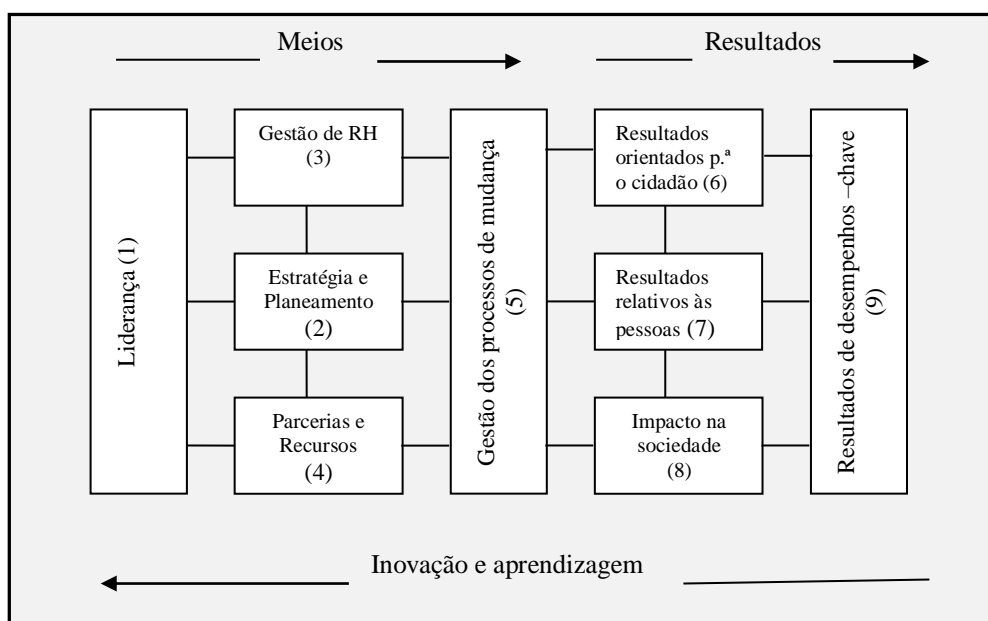 Meios
Resultados
Liderança (1)
Gestão de RH
(3)
Estratégia e
Planeamento
(2)
Parcerias e
Recursos
(4)
Gestão dos processos de mudança
(5)
Resultados
orientados p.ª
o cidadão (6)
Resultados
relativos às
pessoas (7)
Impacto na
sociedade
(8)
Resultados de desempenhos –chave
(9)
Inovação e aprendizagem